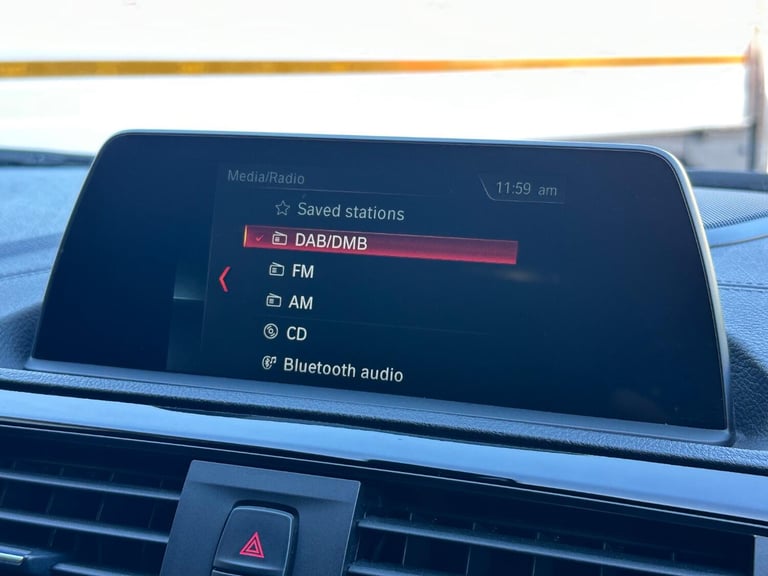 Media/Radio
11:59 am
Saved stations
DAB/DMB
FM
AM
CD
Bluetooth audio